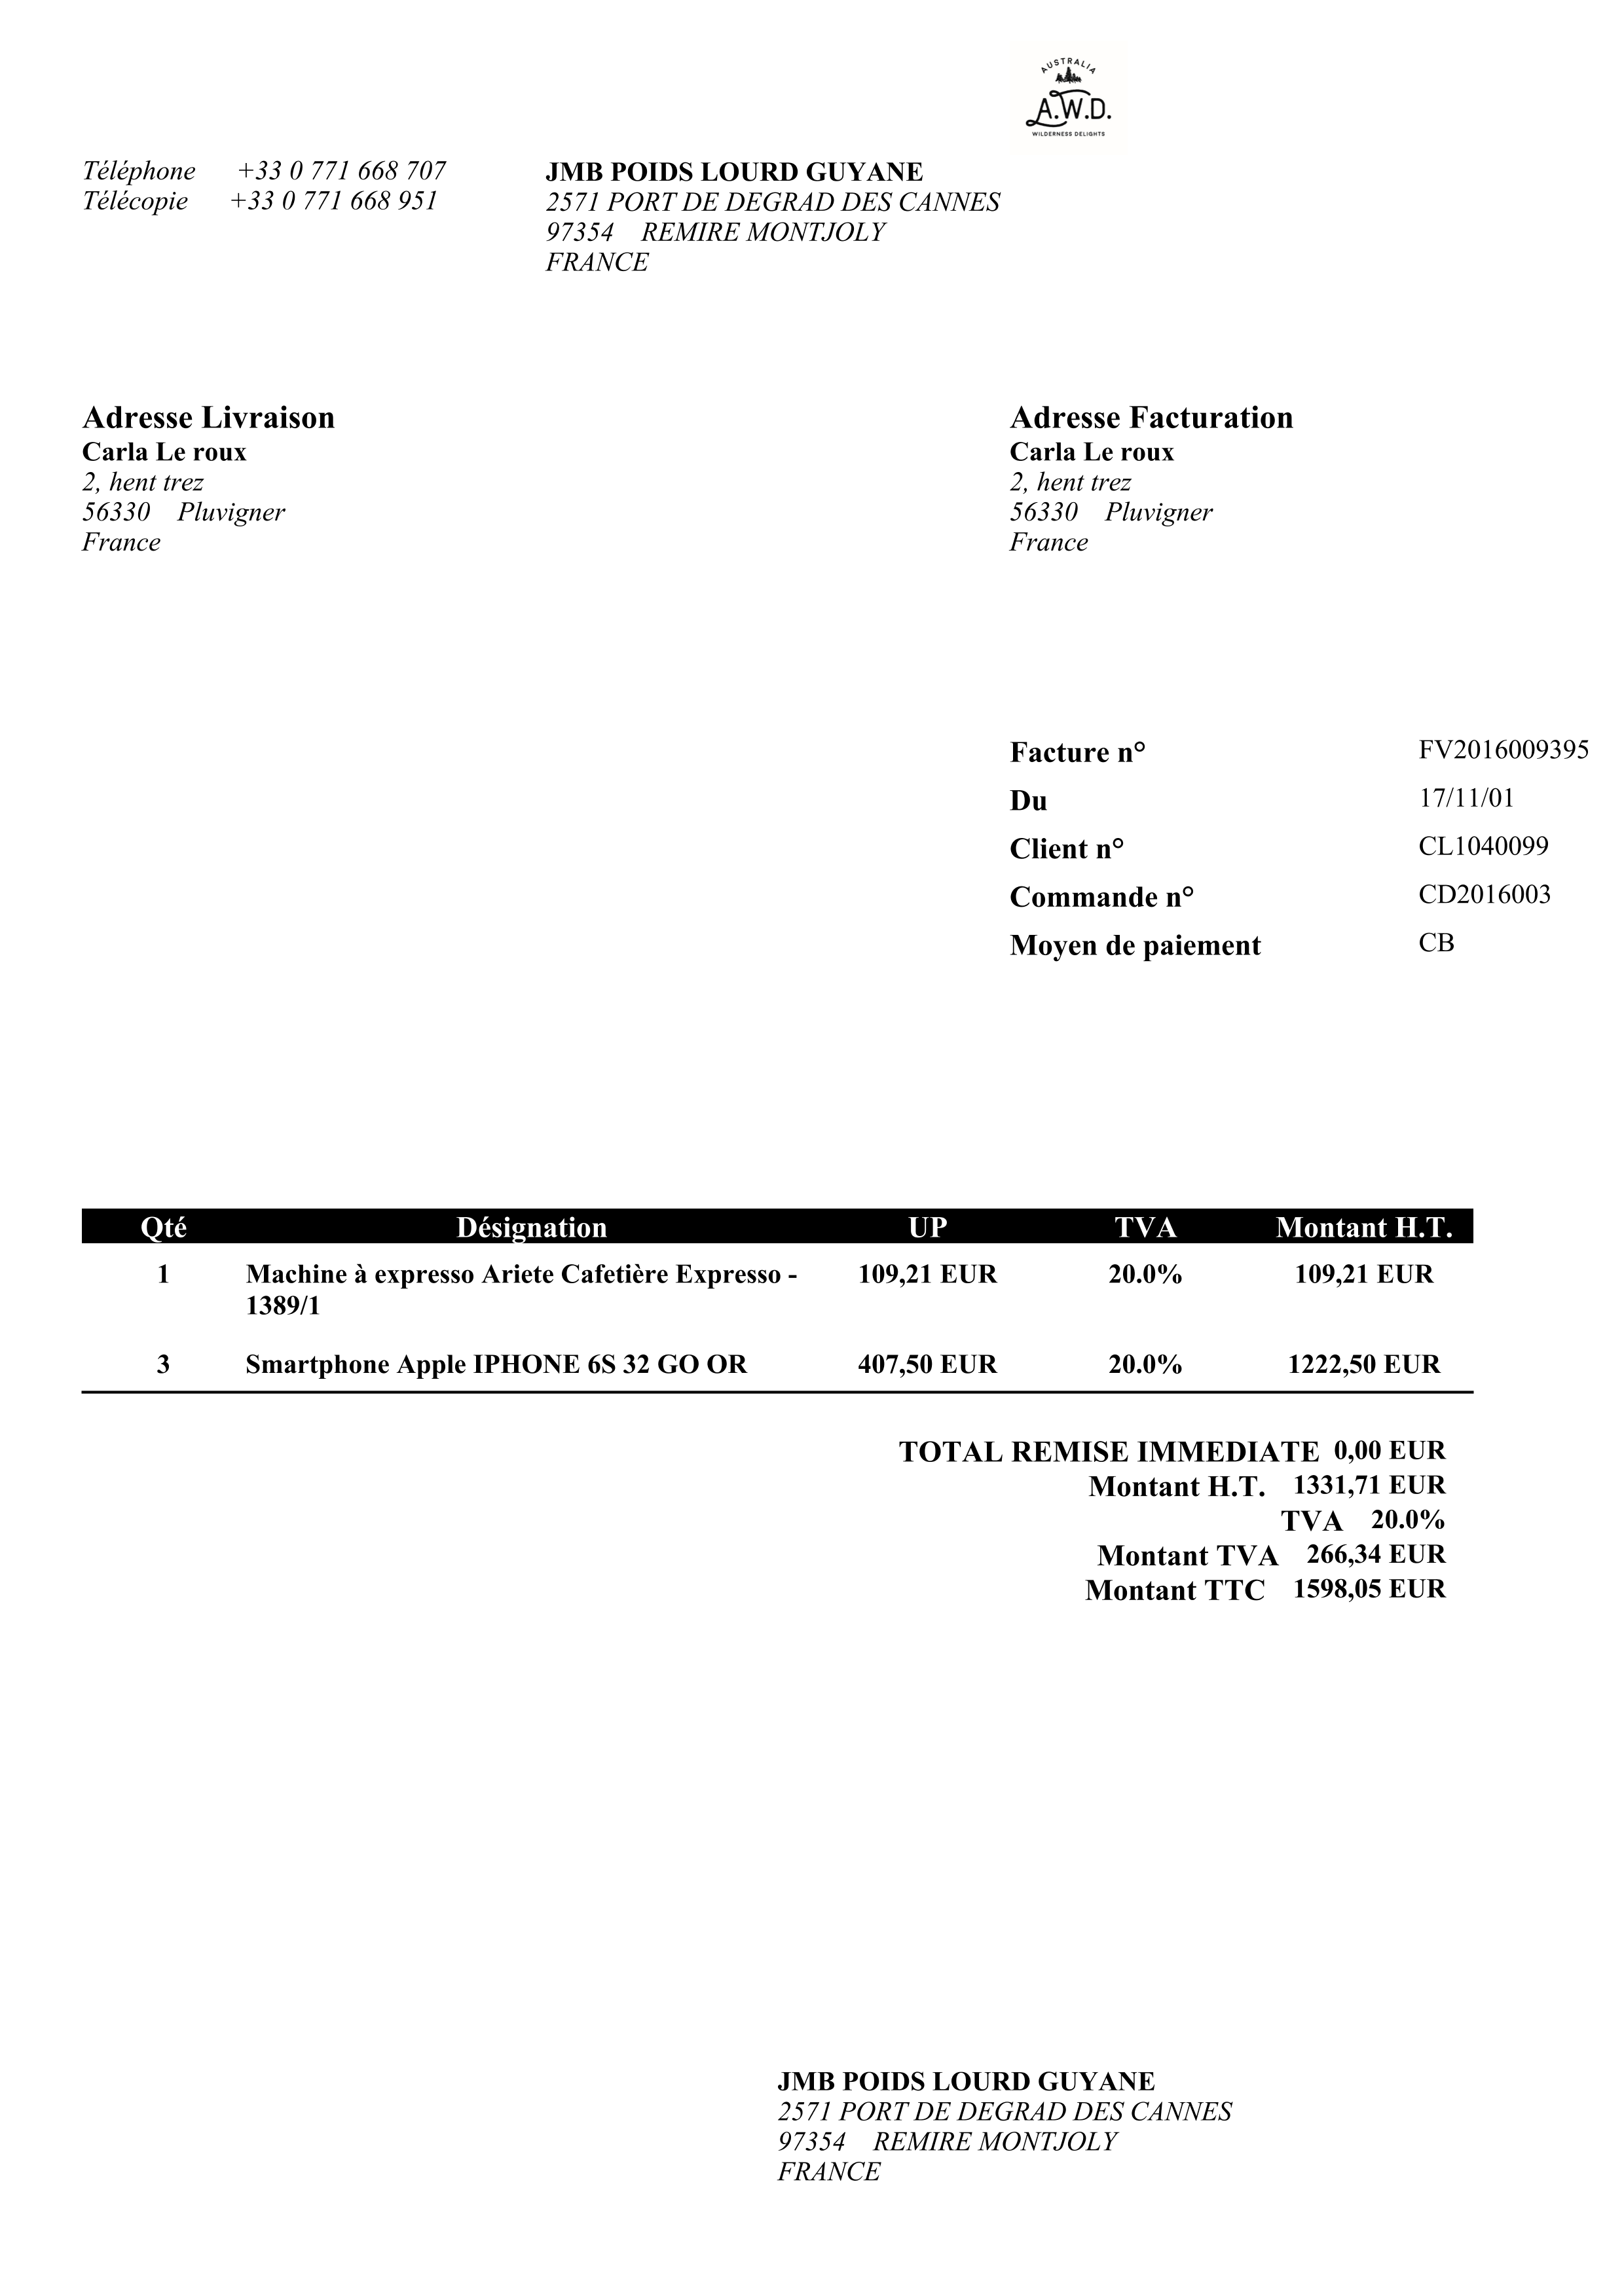 AUSTRALIA
A.W.D.
WILDERNESS DELIGHTS
Téléphone +33 0 771 668 707
Télécopie +33 0 771 668 951
JMB POIDS LOURD GUYANE
2571 PORT DE DEGRAD DES CANNES
97354 REMIRE MONTJOLY
FRANCE
Adresse Livraison
Carla Le roux
2, hent trez
56330 Pluvigner
France
Adresse Facturation
Carla Le roux
2, hent trez
56330 Pluvigner
France
Facture n° FV2016009395
Du 17/11/01
Client n° CL1040099
Commande n° CD2016003
Moyen de paiement CB
Qté Désignation UP TVA Montant H.T.
1 Machine à expresso Ariete Cafetière Expresso - 109,21 EUR 20.0% 109,21 EUR
1389/1
3 Smartphone Apple IPHONE 6S 32 GO OR 407,50 EUR 20.0% 1222,50 EUR
TOTAL REMISE IMMEDIATE 0,00 EUR
Montant H.T. 1331,71 EUR
TVA 20.0%
Montant TVA 266,34 EUR
Montant TTC 1598,05 EUR
JMB POIDS LOURD GUYANE
2571 PORT DE DEGRAD DES CANNES
97354 REMIRE MONTJOLY
FRANCE